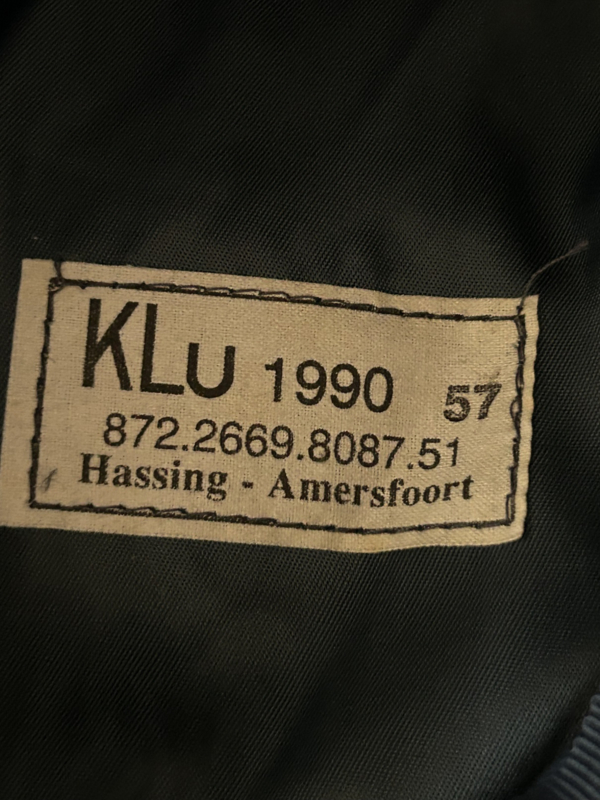 KLu 1990 57
872.2669.8087.51
Hassing - Amersfoort